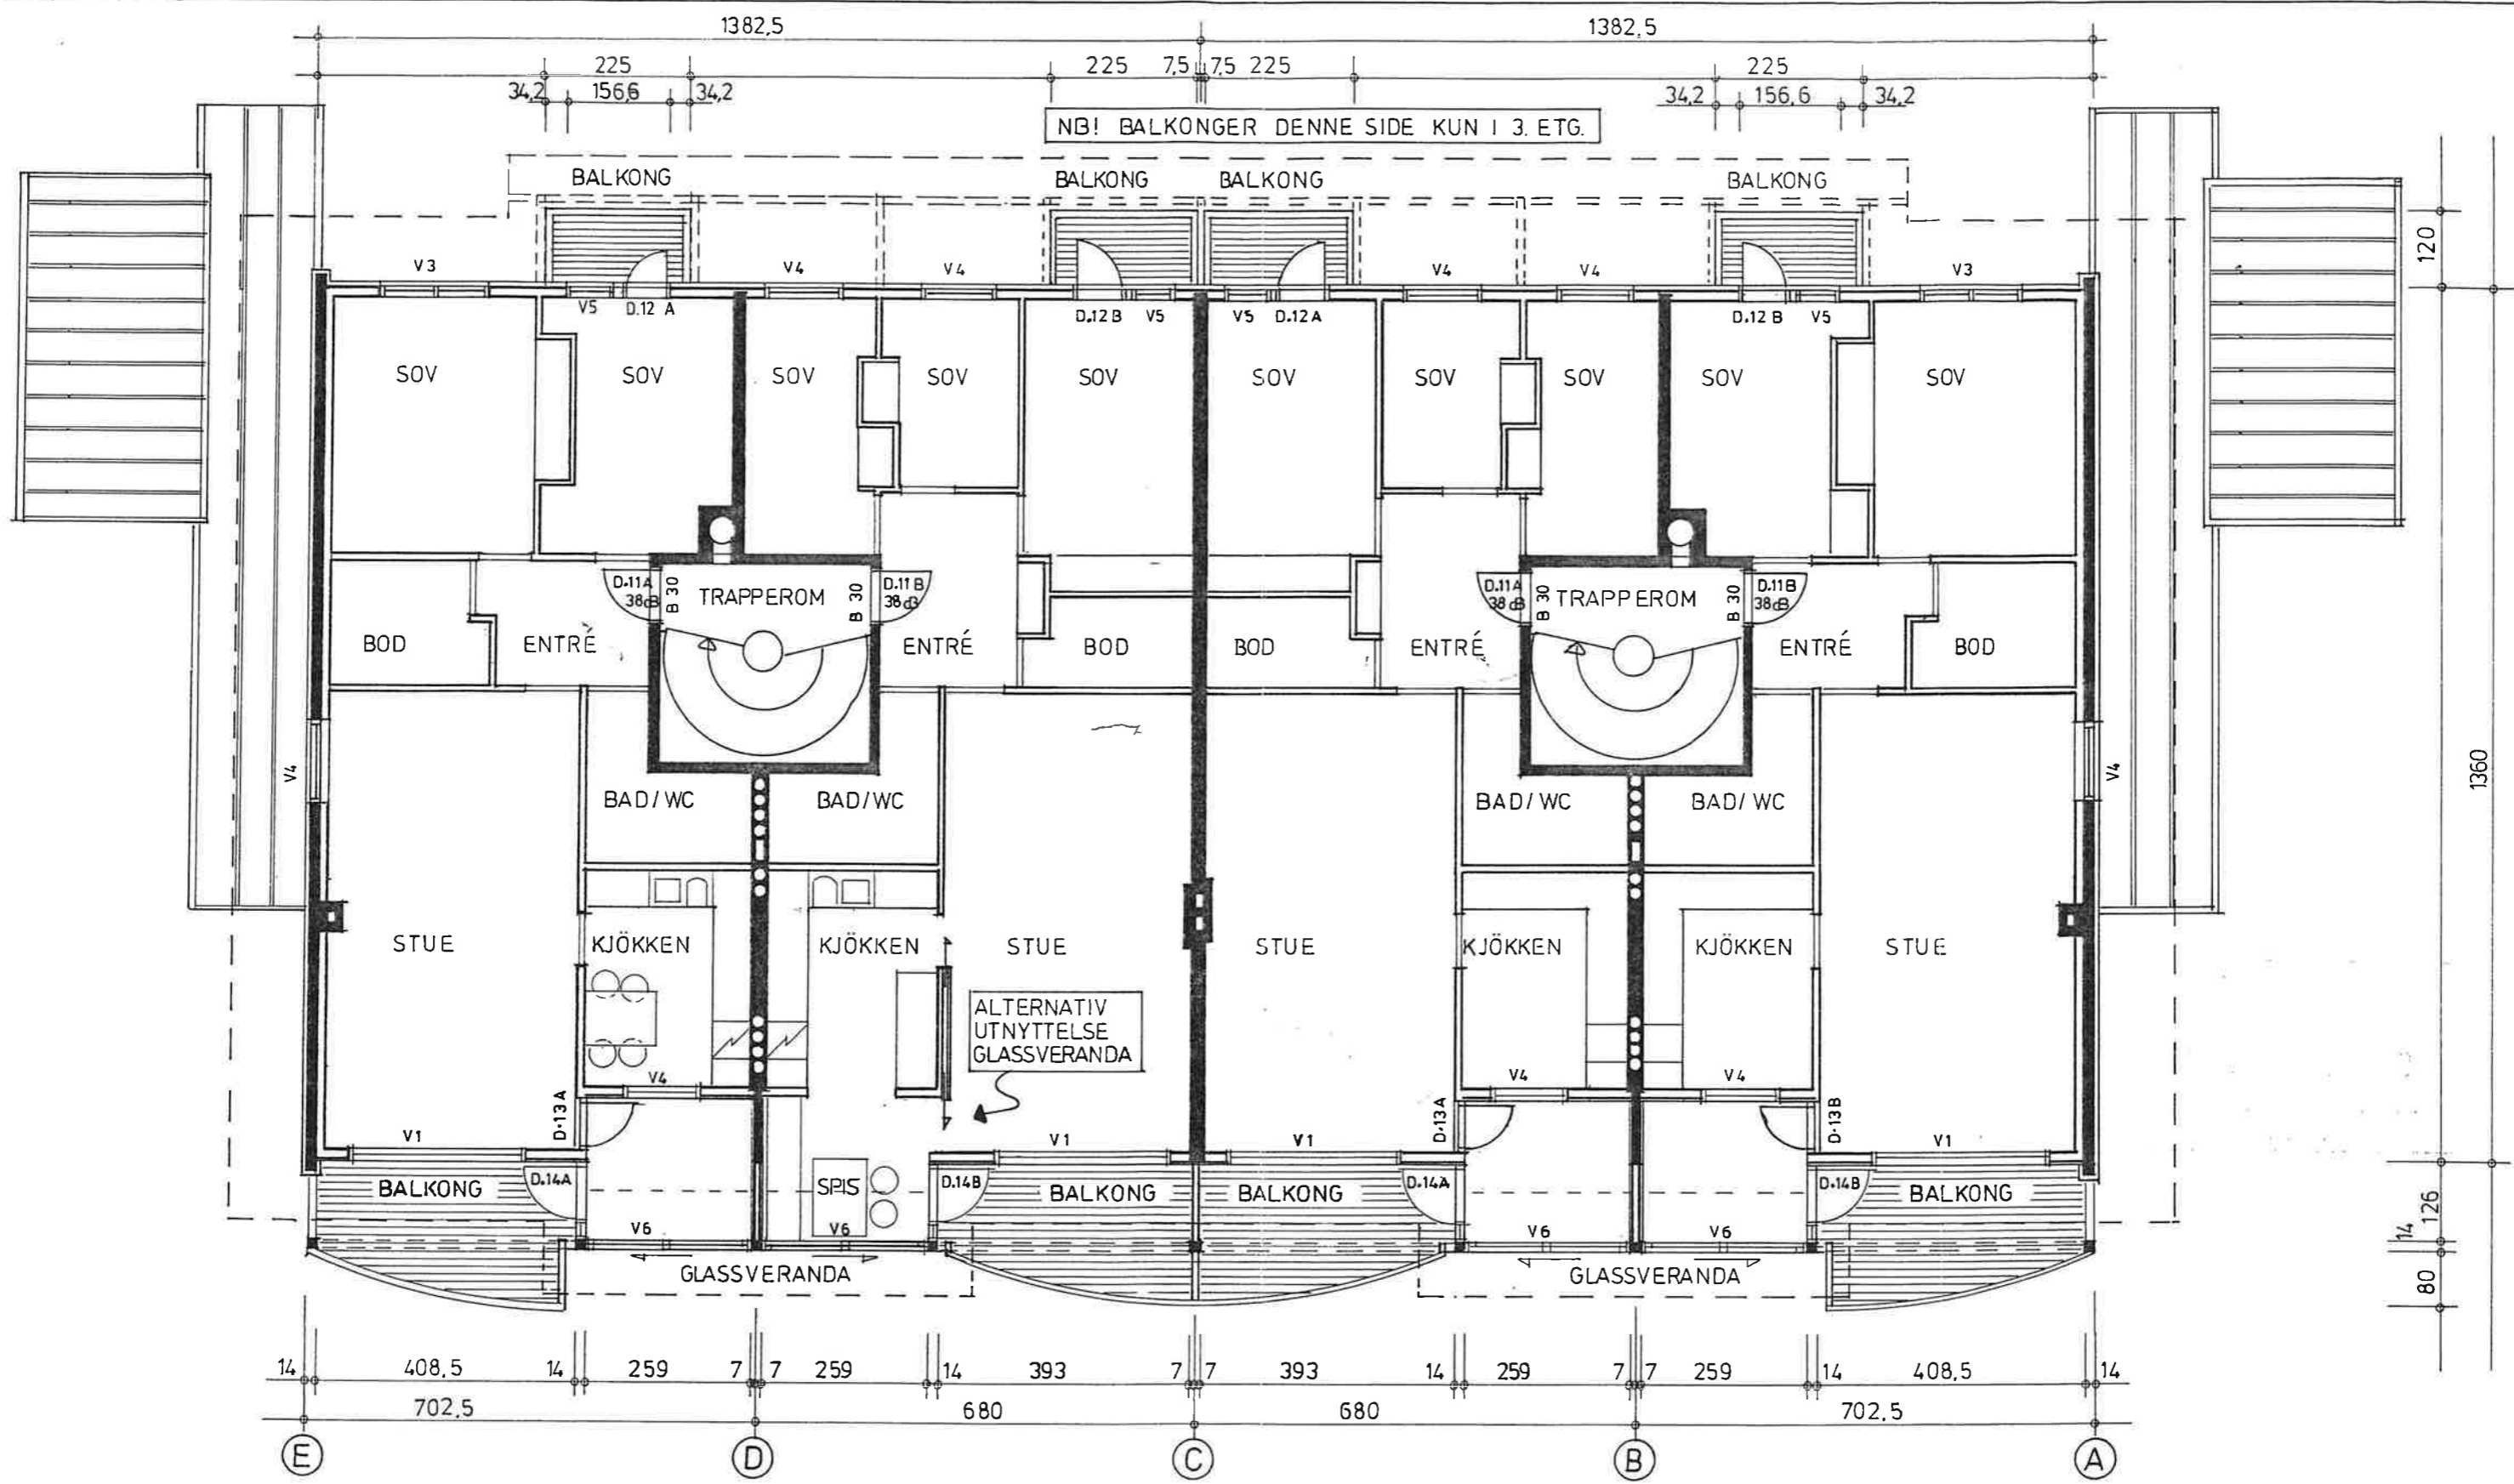 1382,5 1382,5
225 225 7,5 7,5 225 225
34,2 156,6 34,2 34,2 156,6 34,2
NB! BALKONGER DENNE SIDE KUN I 3. ETG.
BALKONG BALKONG BALKONG BALKONG
120
V3 V4 V4 V4 V4 V3
V5 D.12 A D.12 B V5 V5 D.12A D.12 B V5
SOV SOV SOV SOV SOV SOV SOV SOV SOV SOV
D.11A
38dB
B 30
TRAPPEROM
B 30
D.11 B
38dB
D.11 A
38dB
B 30
TRAPPEROM
B 30
D.11B
38dB
BOD ENTRÉ ENTRÉ BOD BOD ENTRÉ ENTRÉ BOD
V4 V4
1360
BAD/WC BAD/WC BAD/WC BAD/WC
STUE KJÖKKEN KJÖKKEN STUE STUE KJÖKKEN KJÖKKEN STUE
ALTERNATIV
UTNYTTELSE
GLASSVERANDA
V4 V4 V4
D.13A D.13A D.13B
V1 V1 V1 V1
BALKONG D.14A SPIS D.14B BALKONG BALKONG D.14A D.14B BALKONG
126
14
V6 V6 V6 V6
GLASSVERANDA GLASSVERANDA
80
14 408,5 14 259 7 7 259 14 393 7 7 393 14 259 7 7 259 14 408,5 14
702,5 680 680 702,5
E D C B A